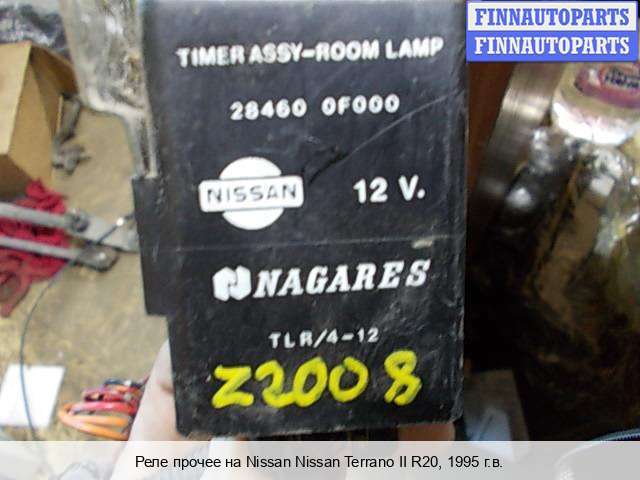 FINNAUTOPARTS
FINNAUTOPARTS
TIMER ASSY-ROOM LAMP
28460 0F000
NISSAN 12 V.
NAGARES
TLR/4-12
Z2008
Реле прочее на Nissan Nissan Terrano II R20, 1995 г.в.